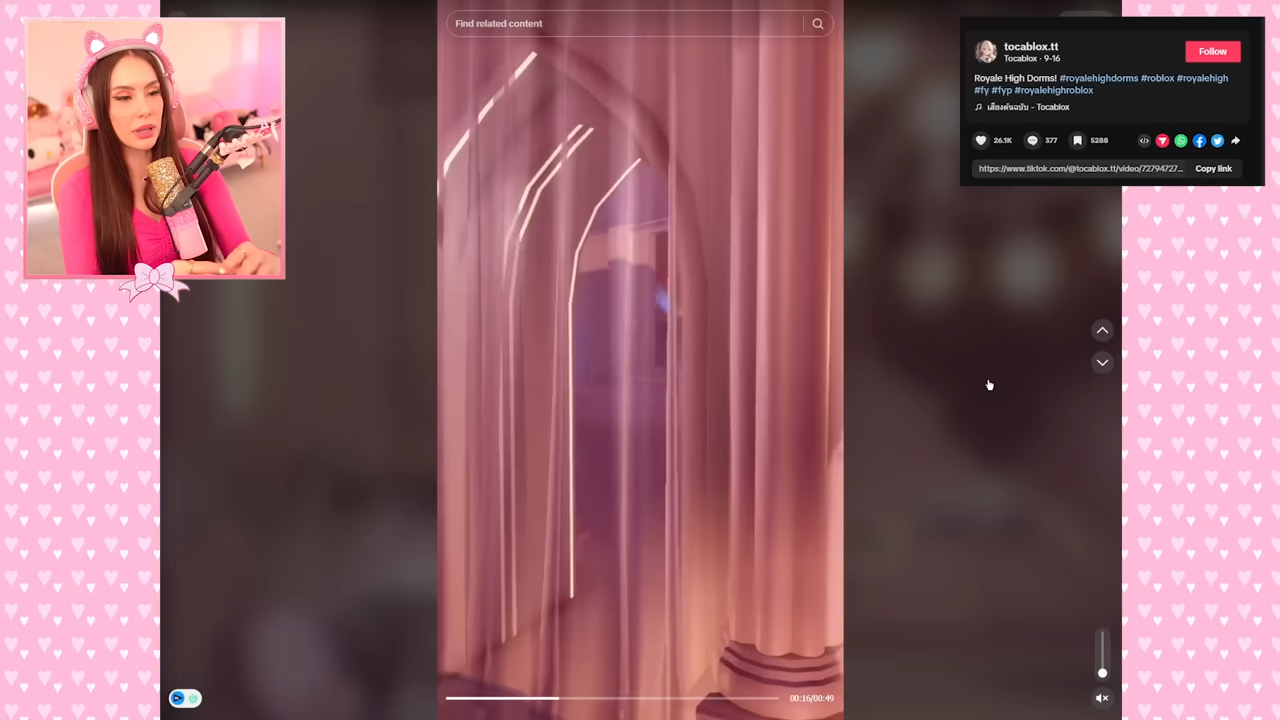 Find related content
tocablox.tt
Tocablox · 9-16
Follow
Royale High Dorms! #royalehighdorms #roblox #royalehigh
#fy #fyp #royalehighroblox
เสียงต้นฉบับ - Tocablox
26.1K
377
5288
https://www.tiktok.com/@tocablox.tt/video/72794727...
Copy link
00:16/00:49